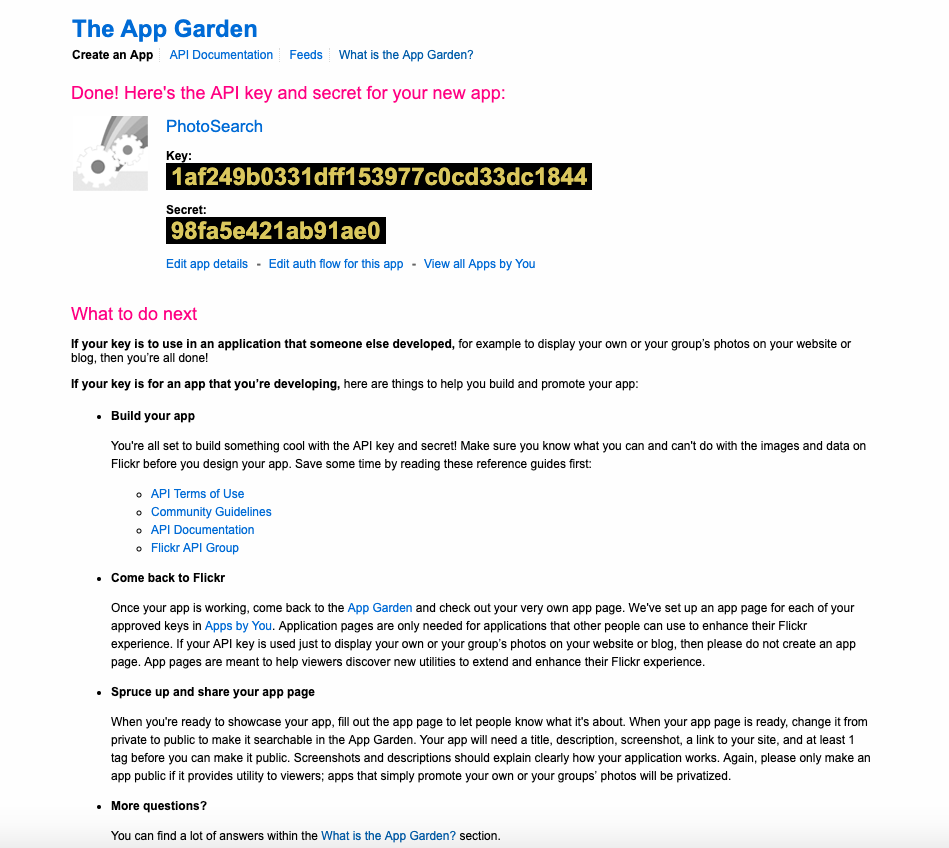 The App Garden
Create an App API Documentation Feeds What is the App Garden?
Done! Here's the API key and secret for your new app:
PhotoSearch
Key:
1af249b0331dff153977c0cd33dc1844
Secret:
98fa5e421ab91ae0
Edit app details - Edit auth flow for this app - View all Apps by You
What to do next
If your key is to use in an application that someone else developed, for example to display your own or your group’s photos on your website or
blog, then you’re all done!
If your key is for an app that you’re developing, here are things to help you build and promote your app:
• Build your app
You're all set to build something cool with the API key and secret! Make sure you know what you can and can't do with the images and data on
Flickr before you design your app. Save some time by reading these reference guides first:
◦ API Terms of Use
◦ Community Guidelines
◦ API Documentation
◦ Flickr API Group
• Come back to Flickr
Once your app is working, come back to the App Garden and check out your very own app page. We've set up an app page for each of your
approved keys in Apps by You. Application pages are only needed for applications that other people can use to enhance their Flickr
experience. If your API key is used just to display your own or your group’s photos on your website or blog, then please do not create an app
page. App pages are meant to help viewers discover new utilities to extend and enhance their Flickr experience.
• Spruce up and share your app page
When you're ready to showcase your app, fill out the app page to let people know what it's about. When your app page is ready, change it from
private to public to make it searchable in the App Garden. Your app will need a title, description, screenshot, a link to your site, and at least 1
tag before you can make it public. Screenshots and descriptions should explain clearly how your application works. Again, please only make an
app public if it provides utility to viewers; apps that simply promote your own or your groups’ photos will be privatized.
• More questions?
You can find a lot of answers within the What is the App Garden? section.